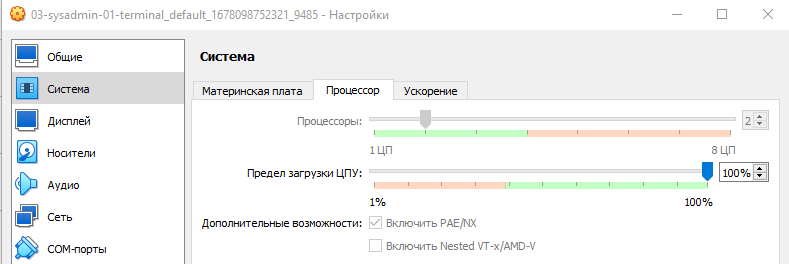 03-sysadmin-01-terminal_default_1678098752321_9485 - Настройки
Общие
Система
Дисплей
Носители
Аудио
Сеть
COM-порты
Система
Материнская плата
Процессор
Ускорение
Процессоры:
2
1 ЦП
8 ЦП
Предел загрузки ЦПУ:
100%
1%
100%
Дополнительные возможности:
Включить PAE/NX
Включить Nested VT-x/AMD-V